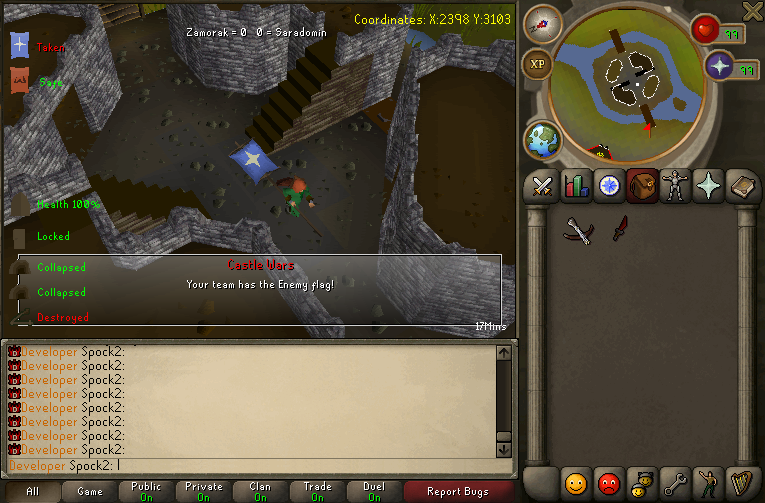 Coordinates: X:2398 Y:3103
Zamorak = 0 0 = Saradomin
Taken
Safe
XP
99
99
Health 100%
Locked
Collapsed
Collapsed
Destroyed
Castle Wars
Your team has the Enemy flag!
17Mins
Developer Spock2:
Developer Spock2:
Developer Spock2:
Developer Spock2:
Developer Spock2:
Developer Spock2:
Developer Spock2:
Developer Spock2:
Developer Spock2:
All
Game
Public
On
Private
On
Clan
On
Trade
On
Duel
On
Report Bugs